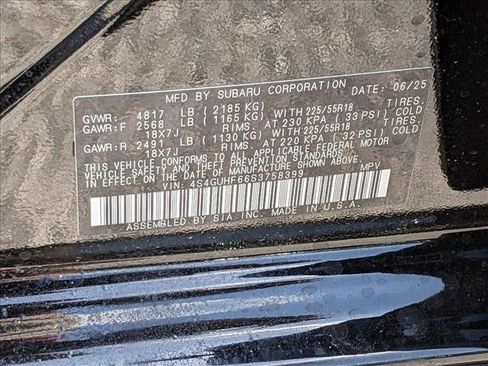 MFD BY SUBARU CORPORATION DATE: 06/25
GVWR: 4817 LB (2185 KG)
GAWR: F 2568 LB (1165 KG) WITH 225/55R18 TIRES,
18X7J RIMS, AT 230 KPA ( 33 PSI) COLD
GAWR: R 2491 LB (1130 KG) WITH 225/55R18 TIRES,
18X7J RIMS, AT 220 KPA ( 32 PSI) COLD
THIS VEHICLE CONFORMS TO ALL APPLICABLE FEDERAL MOTOR
VEHICLE SAFETY AND THEFT PREVENTION STANDARDS
IN EFFECT ON THE DATE OF MANUFACTURE SHOWN ABOVE.
VIN: 4S4GUHF66S3758399 MPV
ASSEMBLED BY SIA INC. MADE IN U.S.A.